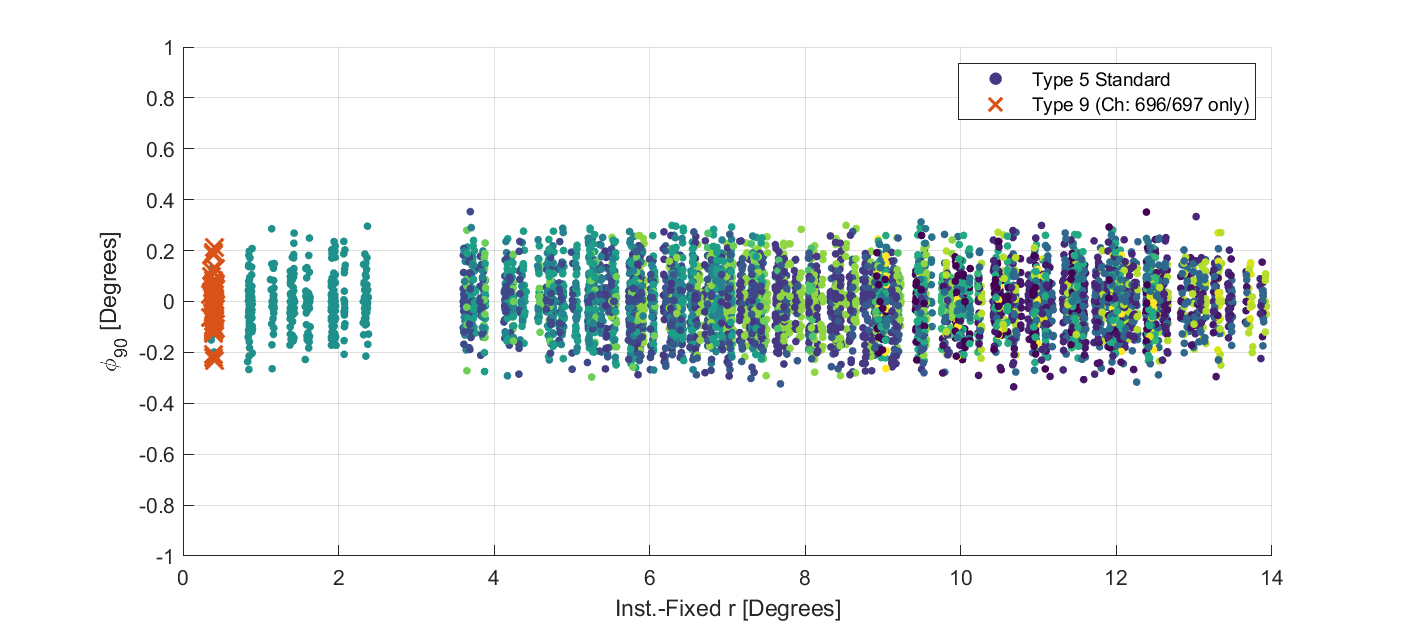 1
0.8
0.6
0.4
0.2
0
-0.2
-0.4
-0.6
-0.8
-1
ϕ90 [Degrees]
Type 5 Standard
Type 9 (Ch: 696/697 only)
0 2 4 6 8 10 12 14
Inst.-Fixed r [Degrees]